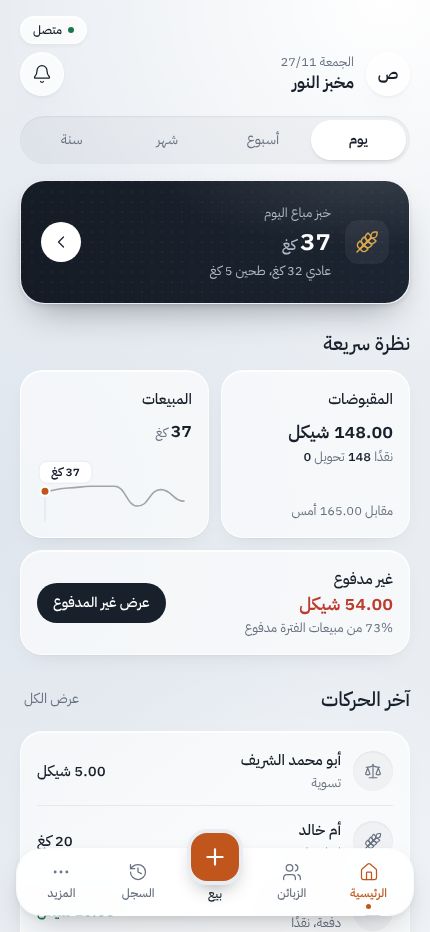 متصل
ص
الجمعة 27/11
مخبز النور
يوم
أسبوع
شهر
سنة
خبز مباع اليوم
37 كغ
عادي 32 كغ، طحين 5 كغ
نظرة سريعة
المقبوضات
148.00 شيكل
نقدًا 148 تحويل 0
مقابل 165.00 أمس
المبيعات
37 كغ
37 كغ
غير مدفوع
54.00 شيكل
73% من مبيعات الفترة مدفوع
عرض غير المدفوع
آخر الحركات
عرض الكل
أبو محمد الشريف
تسوية
5.00 شيكل
أم خالد
20 كغ
الرئيسية
الزبائن
بيع
السجل
المزيد
دفعة، نقدًا